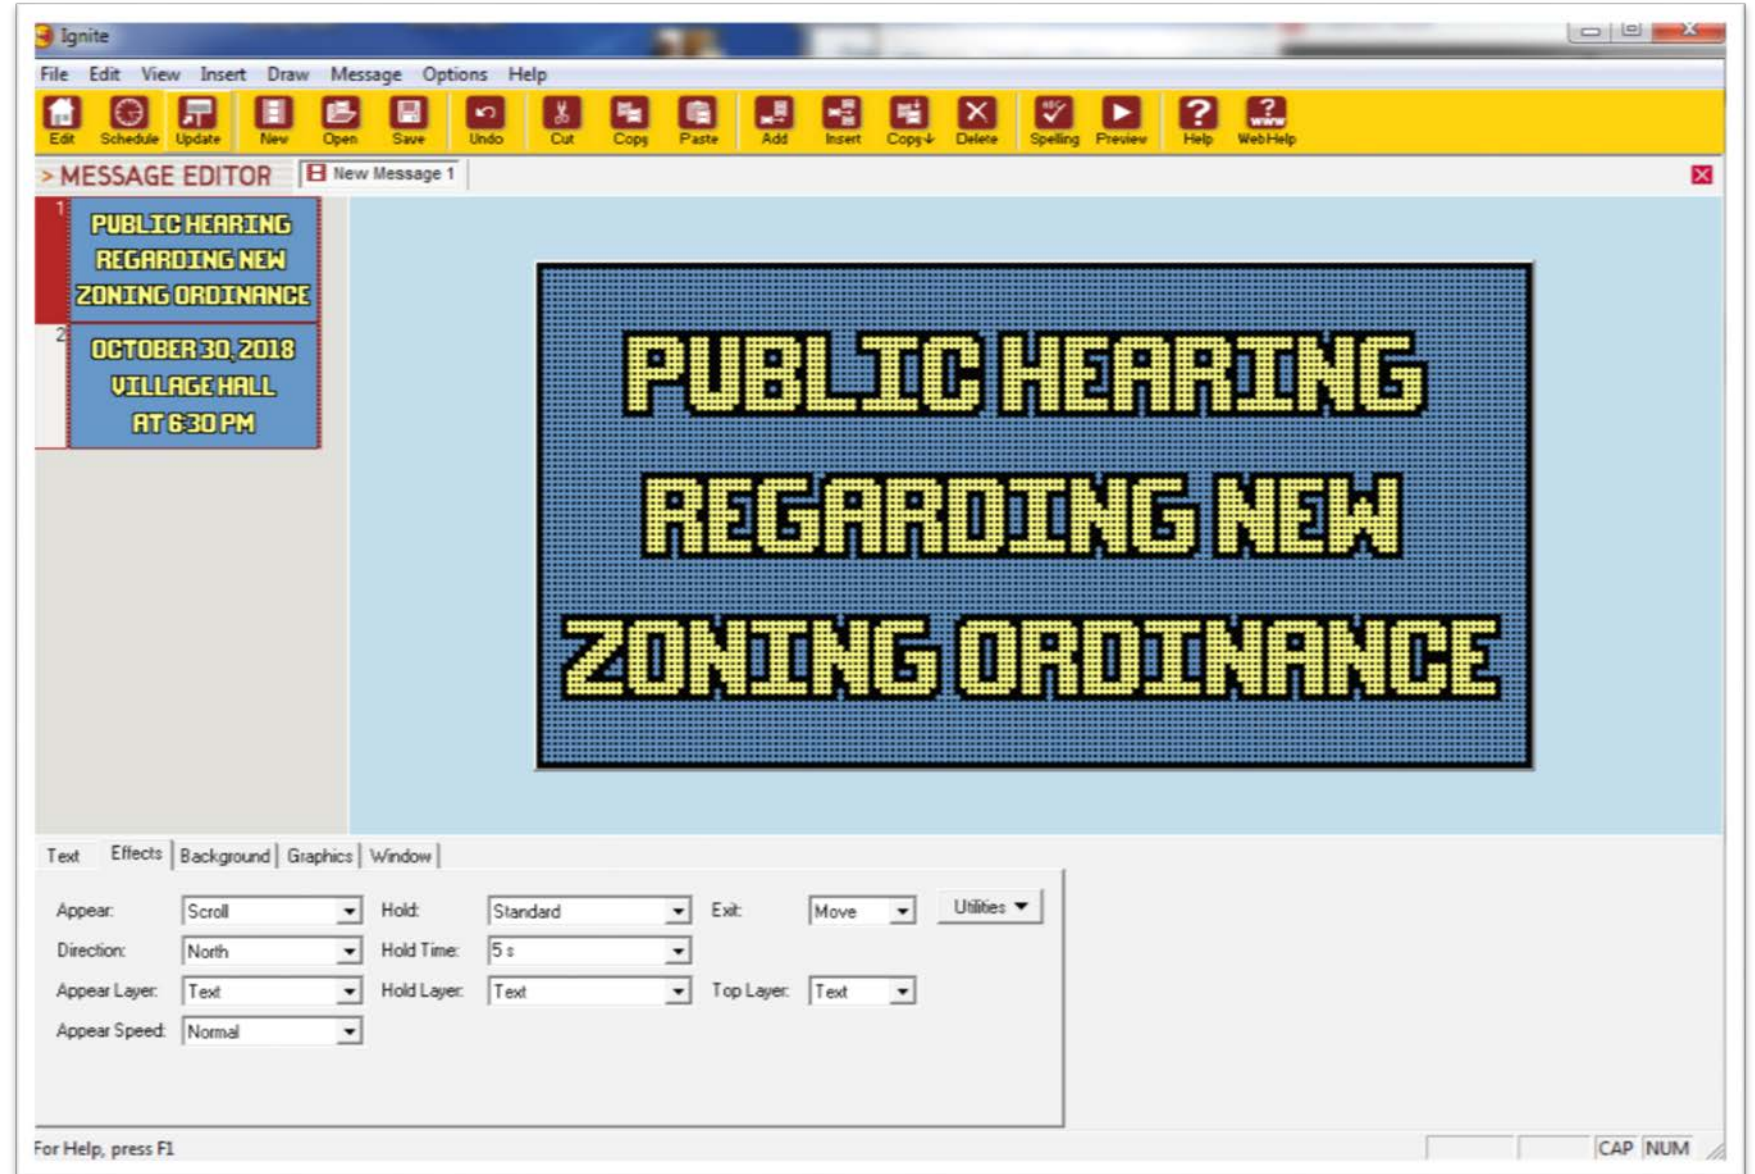 Ignite
File Edit View Insert Draw Message Options Help
Edit Schedule Update New Open Save Undo Cut Copy Paste Add Insert Copy↓ Delete Spelling Preview Help WebHelp
> MESSAGE EDITOR New Message 1
1
PUBLIC HEARING
REGARDING NEW
ZONING ORDINANCE
2
OCTOBER 30, 2018
VILLAGE HALL
AT 6:30 PM
PUBLIC HEARING
REGARDING NEW
ZONING ORDINANCE
Text Effects Background Graphics Window
Appear: Scroll Hold: Standard Exit: Move Utilities
Direction: North Hold Time: 5 s
Appear Layer: Text Hold Layer: Text Top Layer: Text
Appear Speed: Normal
For Help, press F1 CAP NUM